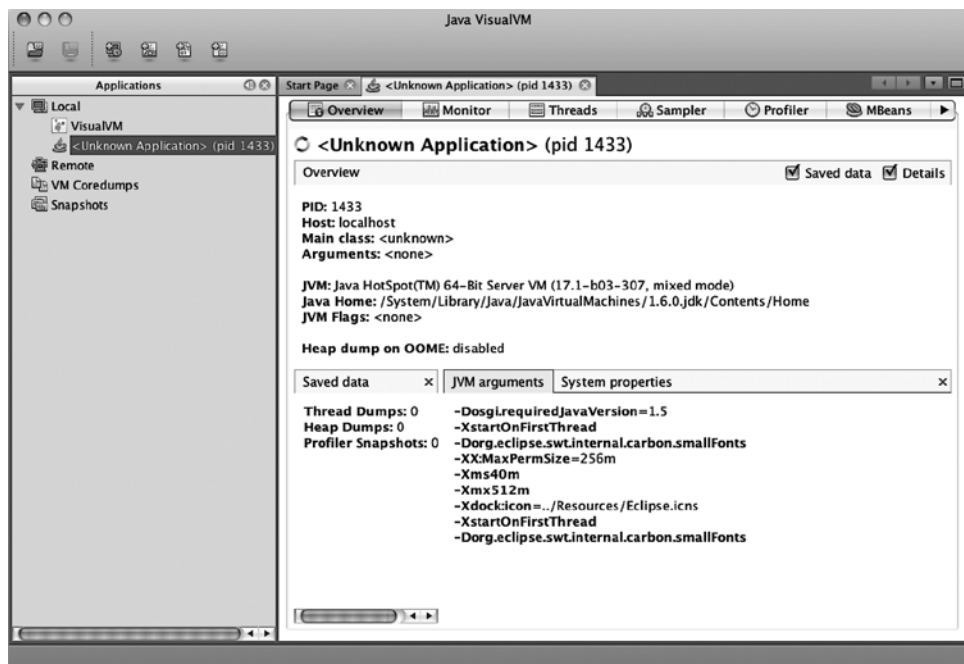 Java VisualVM
Applications
Local
VisualVM
<Unknown Application> (pid 1433)
Remote
VM Coredumps
Snapshots
Start Page
<Unknown Application> (pid 1433)
Overview
Monitor
Threads
Sampler
Profiler
MBeans
<Unknown Application> (pid 1433)
Overview
Saved data
Details
PID: 1433
Host: localhost
Main class: <unknown>
Arguments: <none>
JVM: Java HotSpot(TM) 64-Bit Server VM (17.1-b03-307, mixed mode)
Java Home: /System/Library/Java/JavaVirtualMachines/1.6.0.jdk/Contents/Home
JVM Flags: <none>
Heap dump on OOME: disabled
Saved data
Thread Dumps: 0
Heap Dumps: 0
Profiler Snapshots: 0
JVM arguments
System properties
-Dosgi.requiredJavaVersion=1.5
-XstartOnFirstThread
-Dorg.eclipse.swt.internal.carbon.smallFonts
-XX:MaxPermSize=256m
-Xms40m
-Xmx512m
-Xdock:icon=../Resources/Eclipse.icns
-XstartOnFirstThread
-Dorg.eclipse.swt.internal.carbon.smallFonts